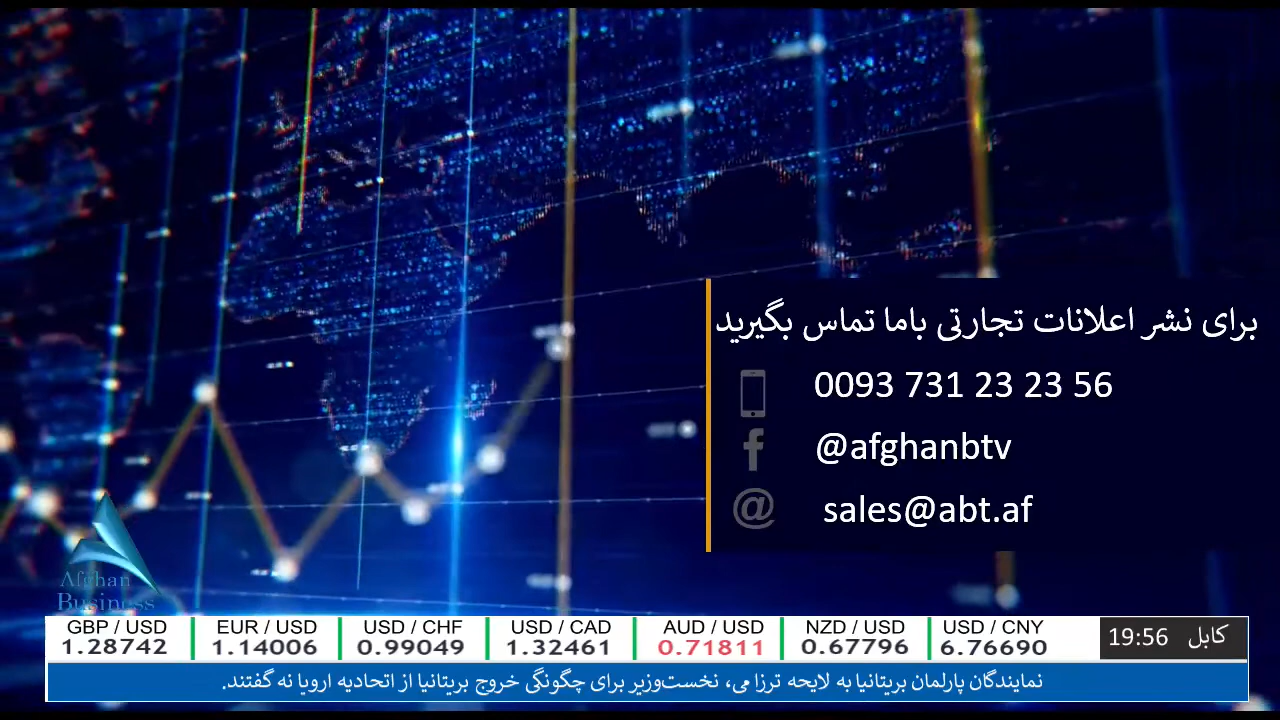 برای نشر اعلانات تجارتی باما تماس بگیرید
0093 731 23 23 56
@afghanbtv
@ sales@abt.af
Afghan
Business
GBP / USD EUR / USD USD / CHF USD / CAD AUD / USD NZD / USD USD / CNY
1.28742 1.14006 0.99049 1.32461 0.71811 0.67796 6.76690
کابل 19:56
نمایندگان پارلمان بریتانیا به لایحه ترزا می، نخست‌وزیر برای چگونگی خروج بریتانیا از اتحادیه اروپا نه گفتند.